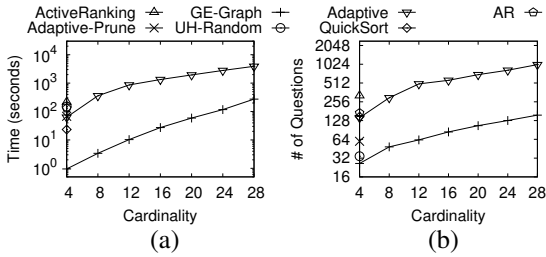 ActiveRanking
Adaptive-Prune
GE-Graph
UH-Random
Time (seconds)
10^4
10^3
10^2
10^1
10^0
4 8 12 16 20 24 28
Cardinality
(a)
Adaptive
QuickSort
AR
# of Questions
2048
1024
512
256
128
64
32
16
4 8 12 16 20 24 28
Cardinality
(b)